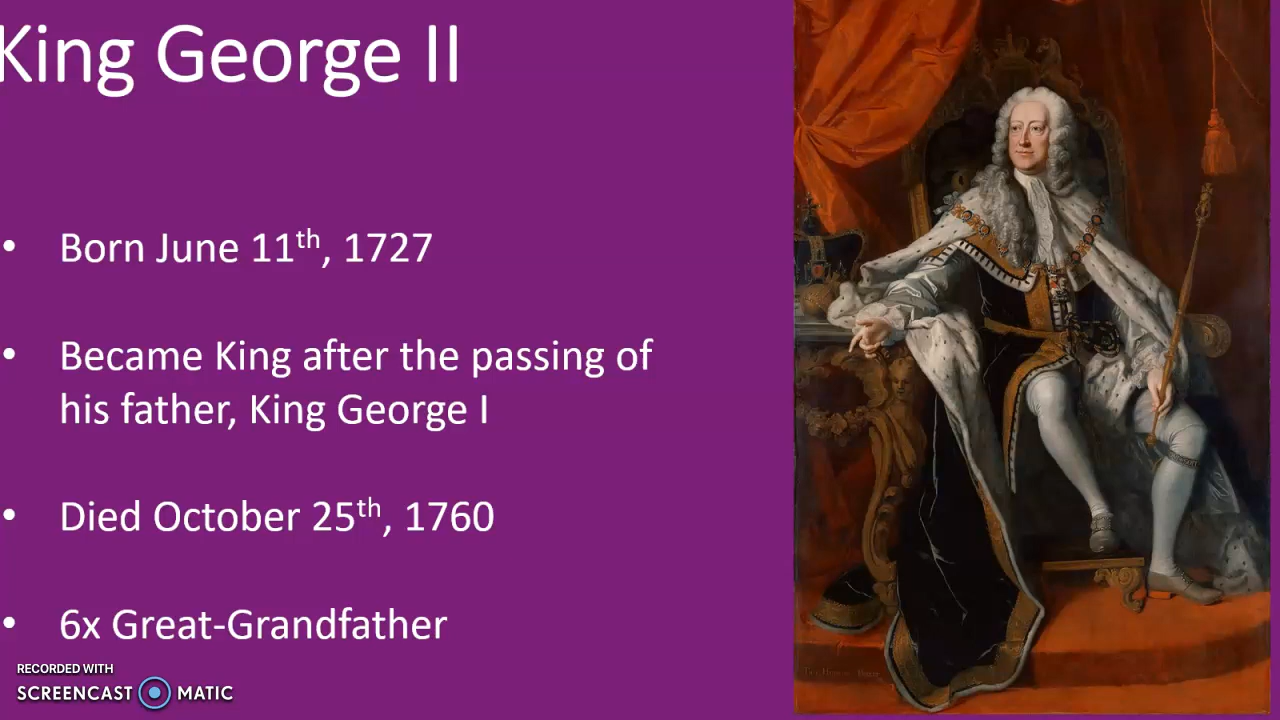 King George II
• Born June 11th, 1727
• Became King after the passing of
his father, King George I
• Died October 25th, 1760
• 6x Great-Grandfather
RECORDED WITH
SCREENCAST MATIC